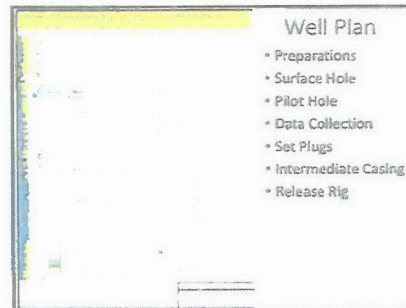 Well Plan
• Preparations
• Surface Hole
• Pilot Hole
• Data Collection
• Set Plugs
• Intermediate Casing
• Release Rig